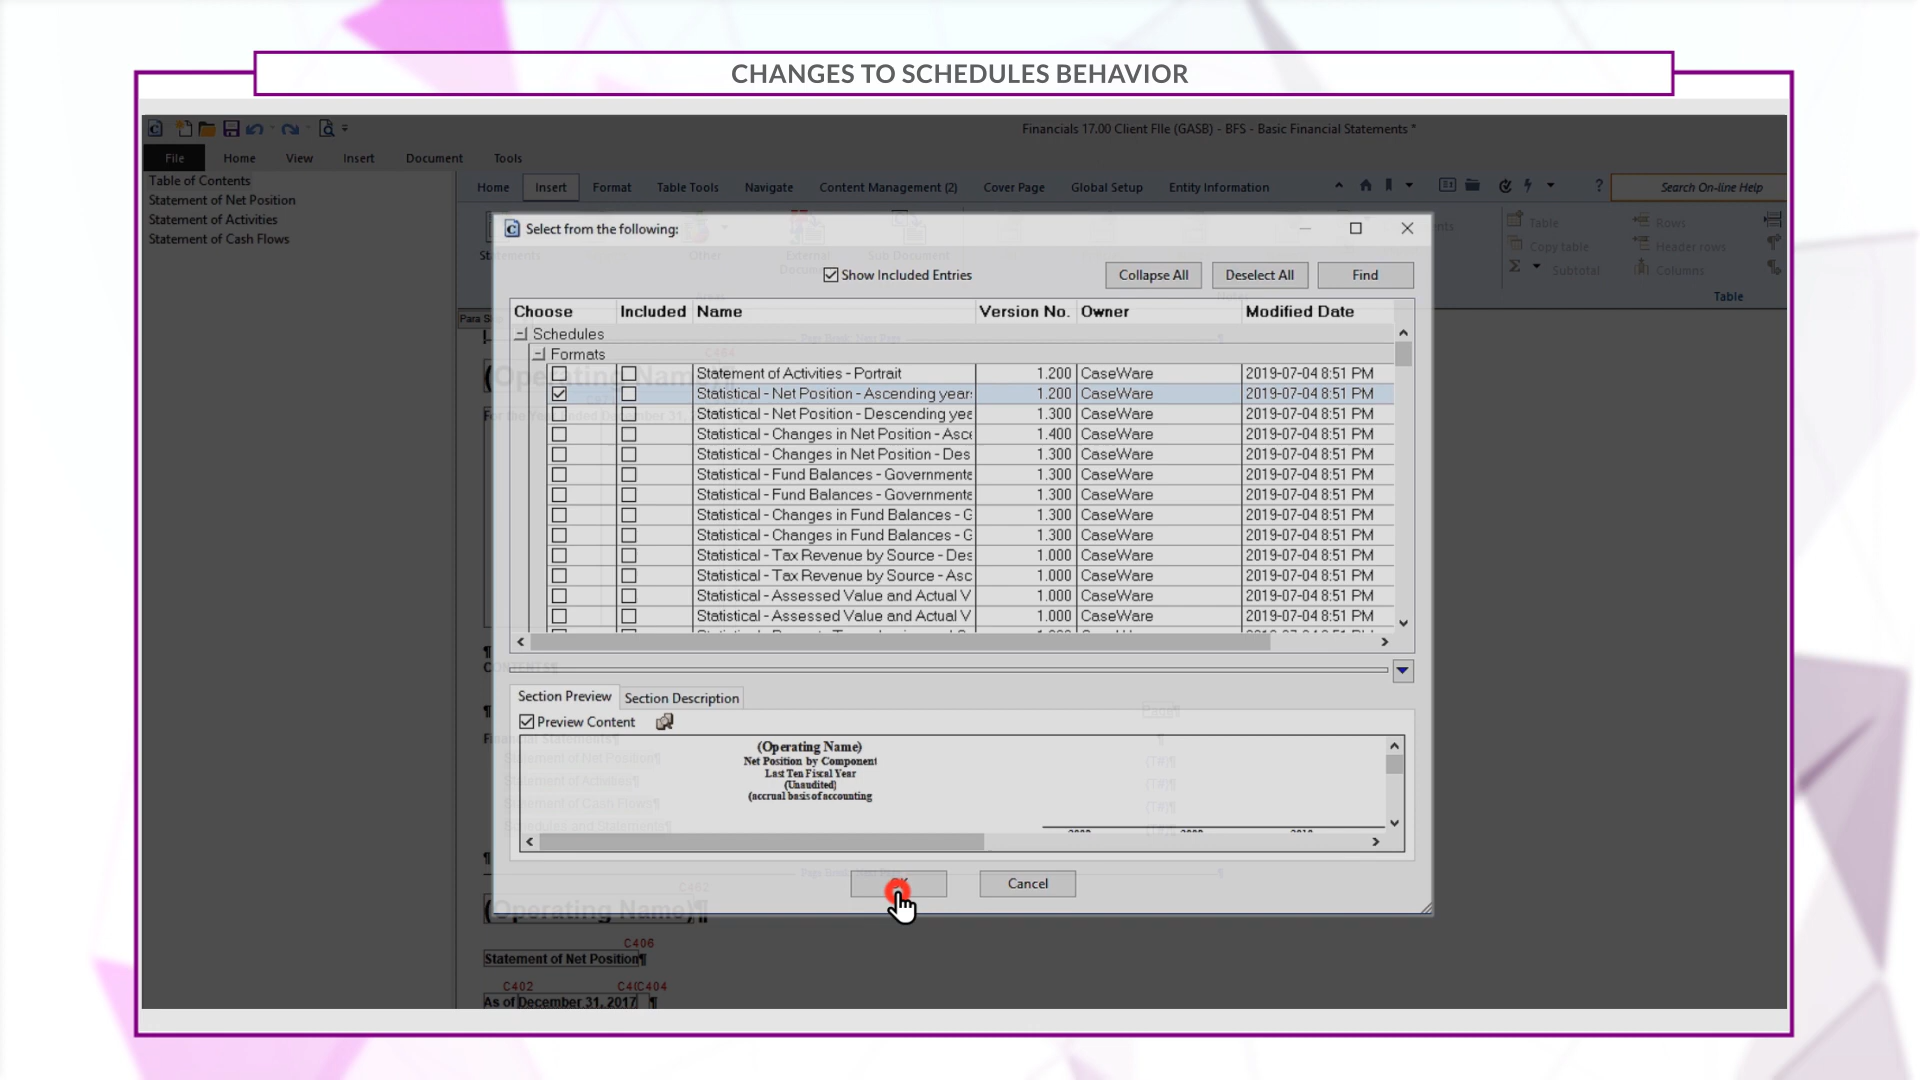 CHANGES TO SCHEDULES BEHAVIOR
Financials 17.00 Client FIle (GASB) - BFS - Basic Financial Statements *
File Home View Insert Document Tools
Table of Contents
Statement of Net Position
Statement of Activities
Statement of Cash Flows
Home Insert Format Table Tools Navigate Content Management (2) Cover Page Global Setup Entity Information
? Search On-line Help
Table Rows
Copy table Header rows
Subtotal Columns
Table
Other
Select from the following:
Show Included Entries Collapse All Deselect All Find
Choose Included Name Version No. Owner Modified Date
Schedules
Formats
Statement of Activities - Portrait 1.200 CaseWare 2019-07-04 8:51 PM
Statistical - Net Position - Ascending years 1.200 CaseWare 2019-07-04 8:51 PM
Statistical - Net Position - Descending yea 1.300 CaseWare 2019-07-04 8:51 PM
Statistical - Changes in Net Position - Asce 1.400 CaseWare 2019-07-04 8:51 PM
Statistical - Changes in Net Position - Des 1.300 CaseWare 2019-07-04 8:51 PM
Statistical - Fund Balances - Governmenta 1.300 CaseWare 2019-07-04 8:51 PM
Statistical - Fund Balances - Governmenta 1.300 CaseWare 2019-07-04 8:51 PM
Statistical - Changes in Fund Balances - G 1.300 CaseWare 2019-07-04 8:51 PM
Statistical - Changes in Fund Balances - G 1.300 CaseWare 2019-07-04 8:51 PM
Statistical - Tax Revenue by Source - Des 1.000 CaseWare 2019-07-04 8:51 PM
Statistical - Tax Revenue by Source - Asc 1.000 CaseWare 2019-07-04 8:51 PM
Statistical - Assessed Value and Actual V 1.000 CaseWare 2019-07-04 8:51 PM
Statistical - Assessed Value and Actual V 1.000 CaseWare 2019-07-04 8:51 PM
Section Preview Section Description
Preview Content
(Operating Name)
Net Position by Component
Last Ten Fiscal Year
(Unaudited)
(accrual basis of accounting
Cancel
(Operating Name)¶
C406
Statement of Net Position¶
C402 C4(C404
As of December 31, 2017 ¶